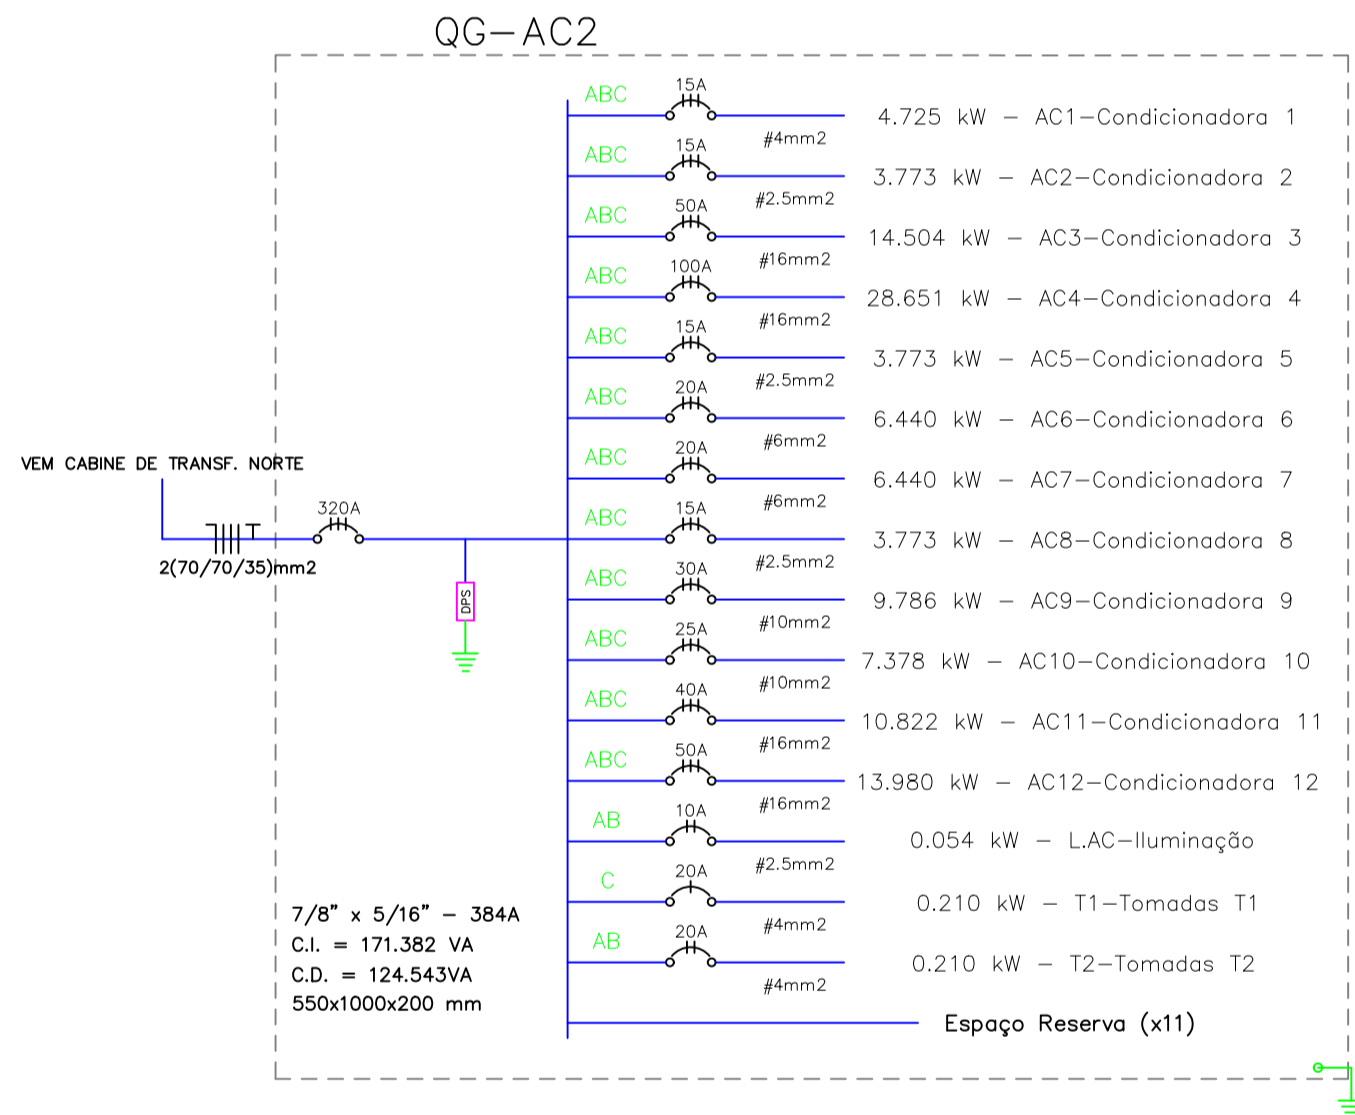 QG-AC2
ABC 15A #4mm2 4.725 kW - AC1-Condicionadora 1
ABC 15A #2.5mm2 3.773 kW - AC2-Condicionadora 2
ABC 50A #16mm2 14.504 kW - AC3-Condicionadora 3
ABC 100A #16mm2 28.651 kW - AC4-Condicionadora 4
ABC 15A #2.5mm2 3.773 kW - AC5-Condicionadora 5
ABC 20A #6mm2 6.440 kW - AC6-Condicionadora 6
ABC 20A #6mm2 6.440 kW - AC7-Condicionadora 7
ABC 15A #2.5mm2 3.773 kW - AC8-Condicionadora 8
ABC 30A #10mm2 9.786 kW - AC9-Condicionadora 9
ABC 25A #10mm2 7.378 kW - AC10-Condicionadora 10
ABC 40A #16mm2 10.822 kW - AC11-Condicionadora 11
ABC 50A #16mm2 13.980 kW - AC12-Condicionadora 12
AB 10A #2.5mm2 0.054 kW - L.AC-Iluminação
C 20A #4mm2 0.210 kW - T1-Tomadas T1
AB 20A #4mm2 0.210 kW - T2-Tomadas T2
Espaço Reserva (x11)
VEM CABINE DE TRANSF. NORTE
320A
2(70/70/35)mm2
DPS
7/8" x 5/16" - 384A
C.I. = 171.382 VA
C.D. = 124.543VA
550x1000x200 mm